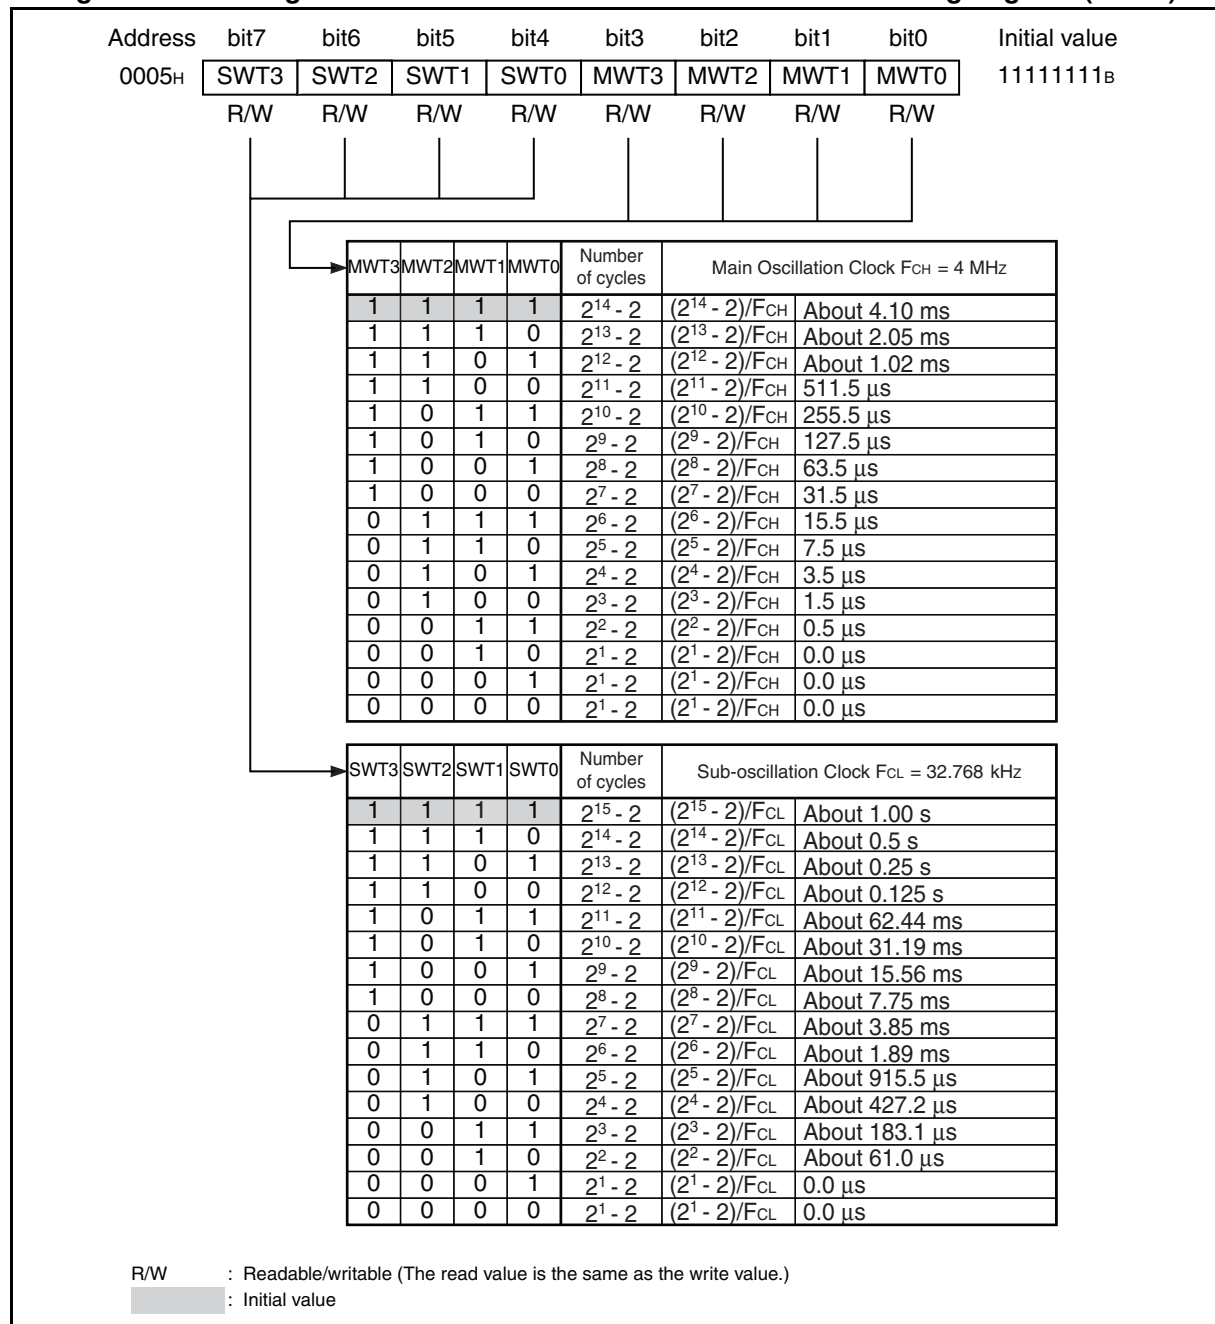 Address bit7 bit6 bit5 bit4 bit3 bit2 bit1 bit0 Initial value
0005H SWT3 SWT2 SWT1 SWT0 MWT3 MWT2 MWT1 MWT0 11111111B
R/W R/W R/W R/W R/W R/W R/W R/W
MWT3 MWT2 MWT1 MWT0 Number of cycles Main Oscillation Clock FCH = 4 MHz
1 1 1 1 2^14 - 2 (2^14 - 2)/FCH About 4.10 ms
1 1 1 0 2^13 - 2 (2^13 - 2)/FCH About 2.05 ms
1 1 0 1 2^12 - 2 (2^12 - 2)/FCH About 1.02 ms
1 1 0 0 2^11 - 2 (2^11 - 2)/FCH 511.5 µs
1 0 1 1 2^10 - 2 (2^10 - 2)/FCH 255.5 µs
1 0 1 0 2^9 - 2 (2^9 - 2)/FCH 127.5 µs
1 0 0 1 2^8 - 2 (2^8 - 2)/FCH 63.5 µs
1 0 0 0 2^7 - 2 (2^7 - 2)/FCH 31.5 µs
0 1 1 1 2^6 - 2 (2^6 - 2)/FCH 15.5 µs
0 1 1 0 2^5 - 2 (2^5 - 2)/FCH 7.5 µs
0 1 0 1 2^4 - 2 (2^4 - 2)/FCH 3.5 µs
0 1 0 0 2^3 - 2 (2^3 - 2)/FCH 1.5 µs
0 0 1 1 2^2 - 2 (2^2 - 2)/FCH 0.5 µs
0 0 1 0 2^1 - 2 (2^1 - 2)/FCH 0.0 µs
0 0 0 1 2^1 - 2 (2^1 - 2)/FCH 0.0 µs
0 0 0 0 2^1 - 2 (2^1 - 2)/FCH 0.0 µs
SWT3 SWT2 SWT1 SWT0 Number of cycles Sub-oscillation Clock FCL = 32.768 kHz
1 1 1 1 2^15 - 2 (2^15 - 2)/FCL About 1.00 s
1 1 1 0 2^14 - 2 (2^14 - 2)/FCL About 0.5 s
1 1 0 1 2^13 - 2 (2^13 - 2)/FCL About 0.25 s
1 1 0 0 2^12 - 2 (2^12 - 2)/FCL About 0.125 s
1 0 1 1 2^11 - 2 (2^11 - 2)/FCL About 62.44 ms
1 0 1 0 2^10 - 2 (2^10 - 2)/FCL About 31.19 ms
1 0 0 1 2^9 - 2 (2^9 - 2)/FCL About 15.56 ms
1 0 0 0 2^8 - 2 (2^8 - 2)/FCL About 7.75 ms
0 1 1 1 2^7 - 2 (2^7 - 2)/FCL About 3.85 ms
0 1 1 0 2^6 - 2 (2^6 - 2)/FCL About 1.89 ms
0 1 0 1 2^5 - 2 (2^5 - 2)/FCL About 915.5 µs
0 1 0 0 2^4 - 2 (2^4 - 2)/FCL About 427.2 µs
0 0 1 1 2^3 - 2 (2^3 - 2)/FCL About 183.1 µs
0 0 1 0 2^2 - 2 (2^2 - 2)/FCL About 61.0 µs
0 0 0 1 2^1 - 2 (2^1 - 2)/FCL 0.0 µs
0 0 0 0 2^1 - 2 (2^1 - 2)/FCL 0.0 µs
R/W : Readable/writable (The read value is the same as the write value.)
: Initial value